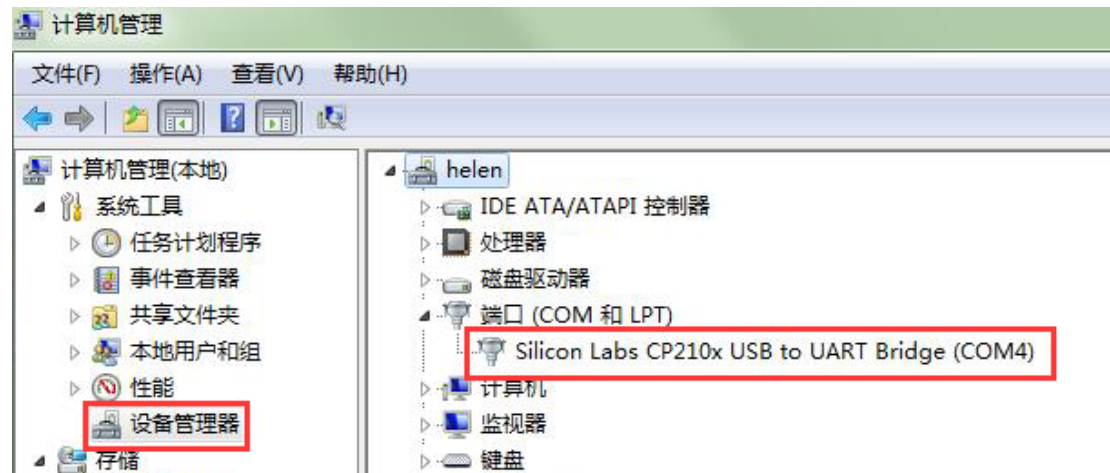 计算机管理
文件(F) 操作(A) 查看(V) 帮助(H)
计算机管理(本地)
系统工具
任务计划程序
事件查看器
共享文件夹
本地用户和组
性能
设备管理器
存储
helen
IDE ATA/ATAPI 控制器
处理器
磁盘驱动器
端口 (COM 和 LPT)
Silicon Labs CP210x USB to UART Bridge (COM4)
计算机
监视器
键盘